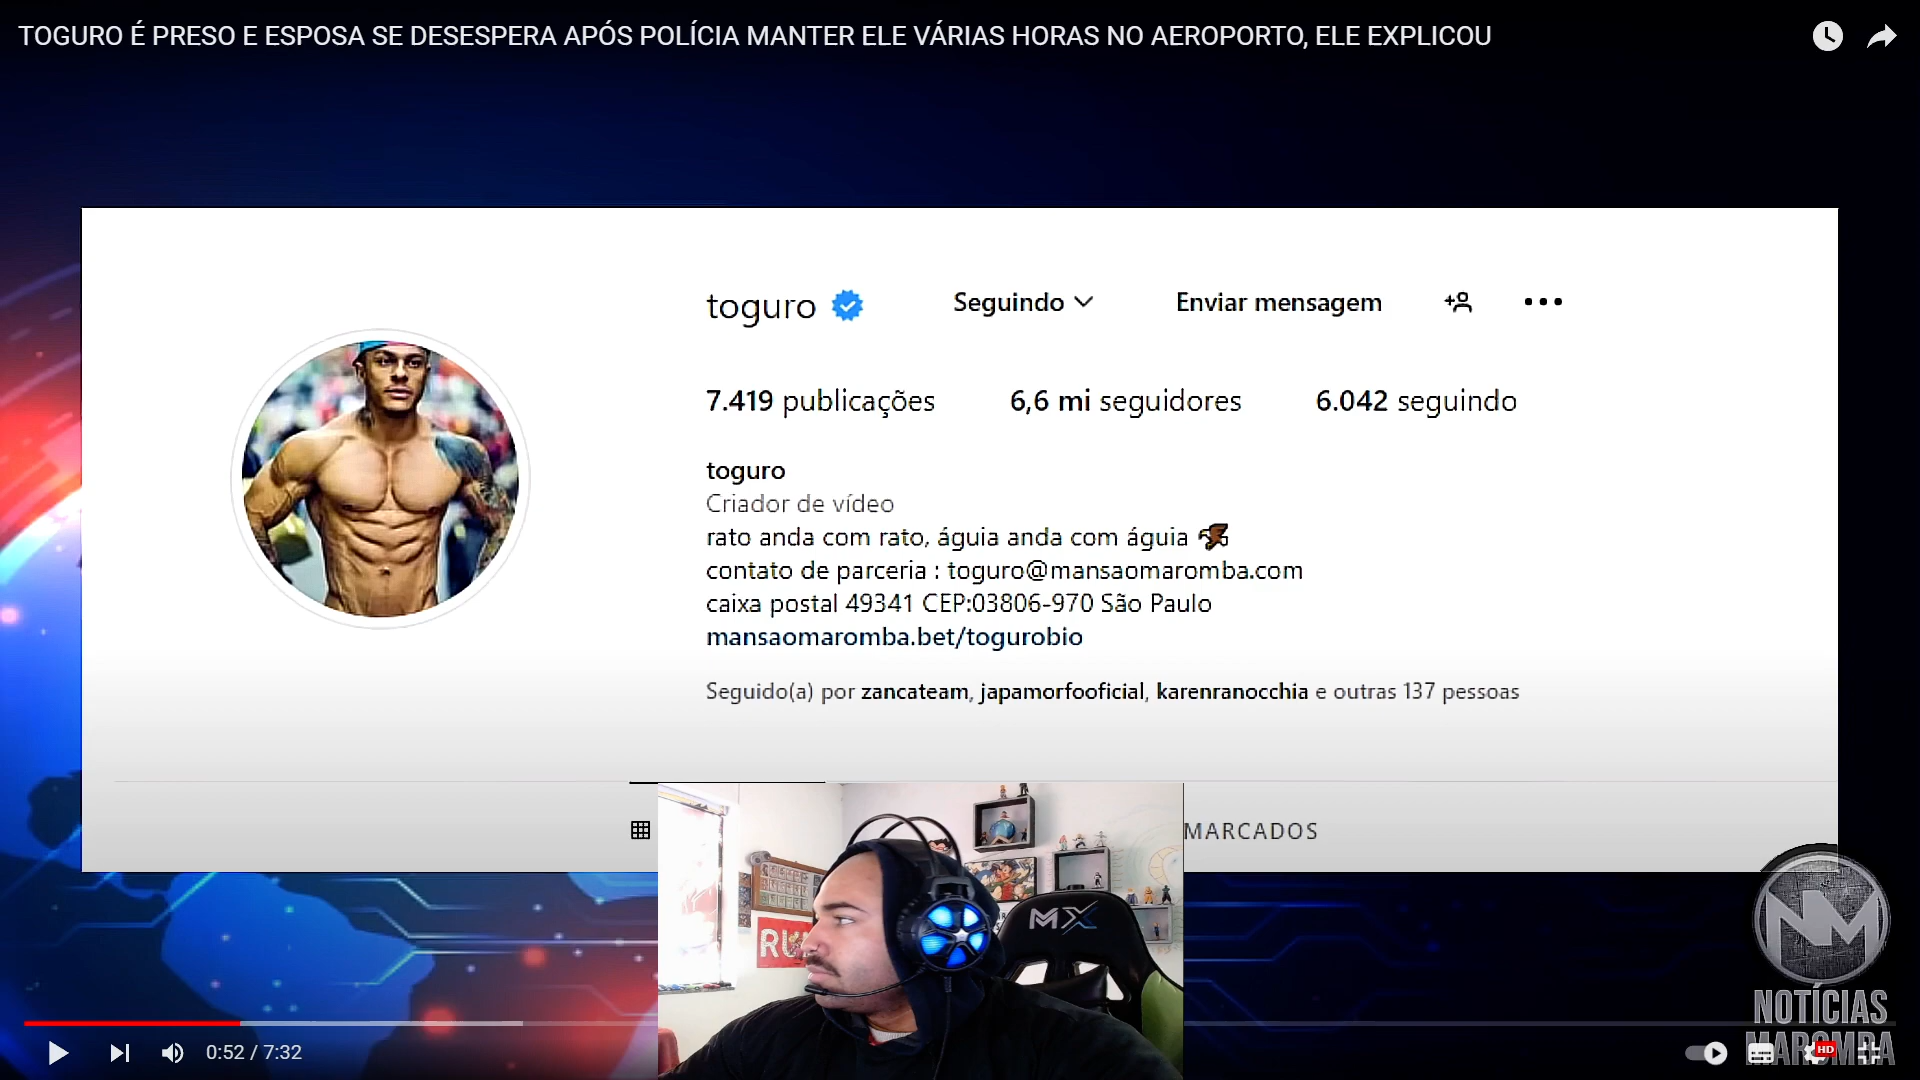 TOGURO É PRESO E ESPOSA SE DESESPERA APÓS POLÍCIA MANTER ELE VÁRIAS HORAS NO AEROPORTO, ELE EXPLICOU
toguro Seguindo Enviar mensagem
7.419 publicações 6,6 mi seguidores 6.042 seguindo
toguro
Criador de vídeo
rato anda com rato, águia anda com águia
contato de parceria : toguro@mansaomaromba.com
caixa postal 49341 CEP:03806-970 São Paulo
mansaomaromba.bet/togurobio
Seguido(a) por zancateam, japamorfooficial, karenranocchia e outras 137 pessoas
MARCADOS
MX
NM
NOTÍCIAS
MAROMBA
0:52 / 7:32
HD